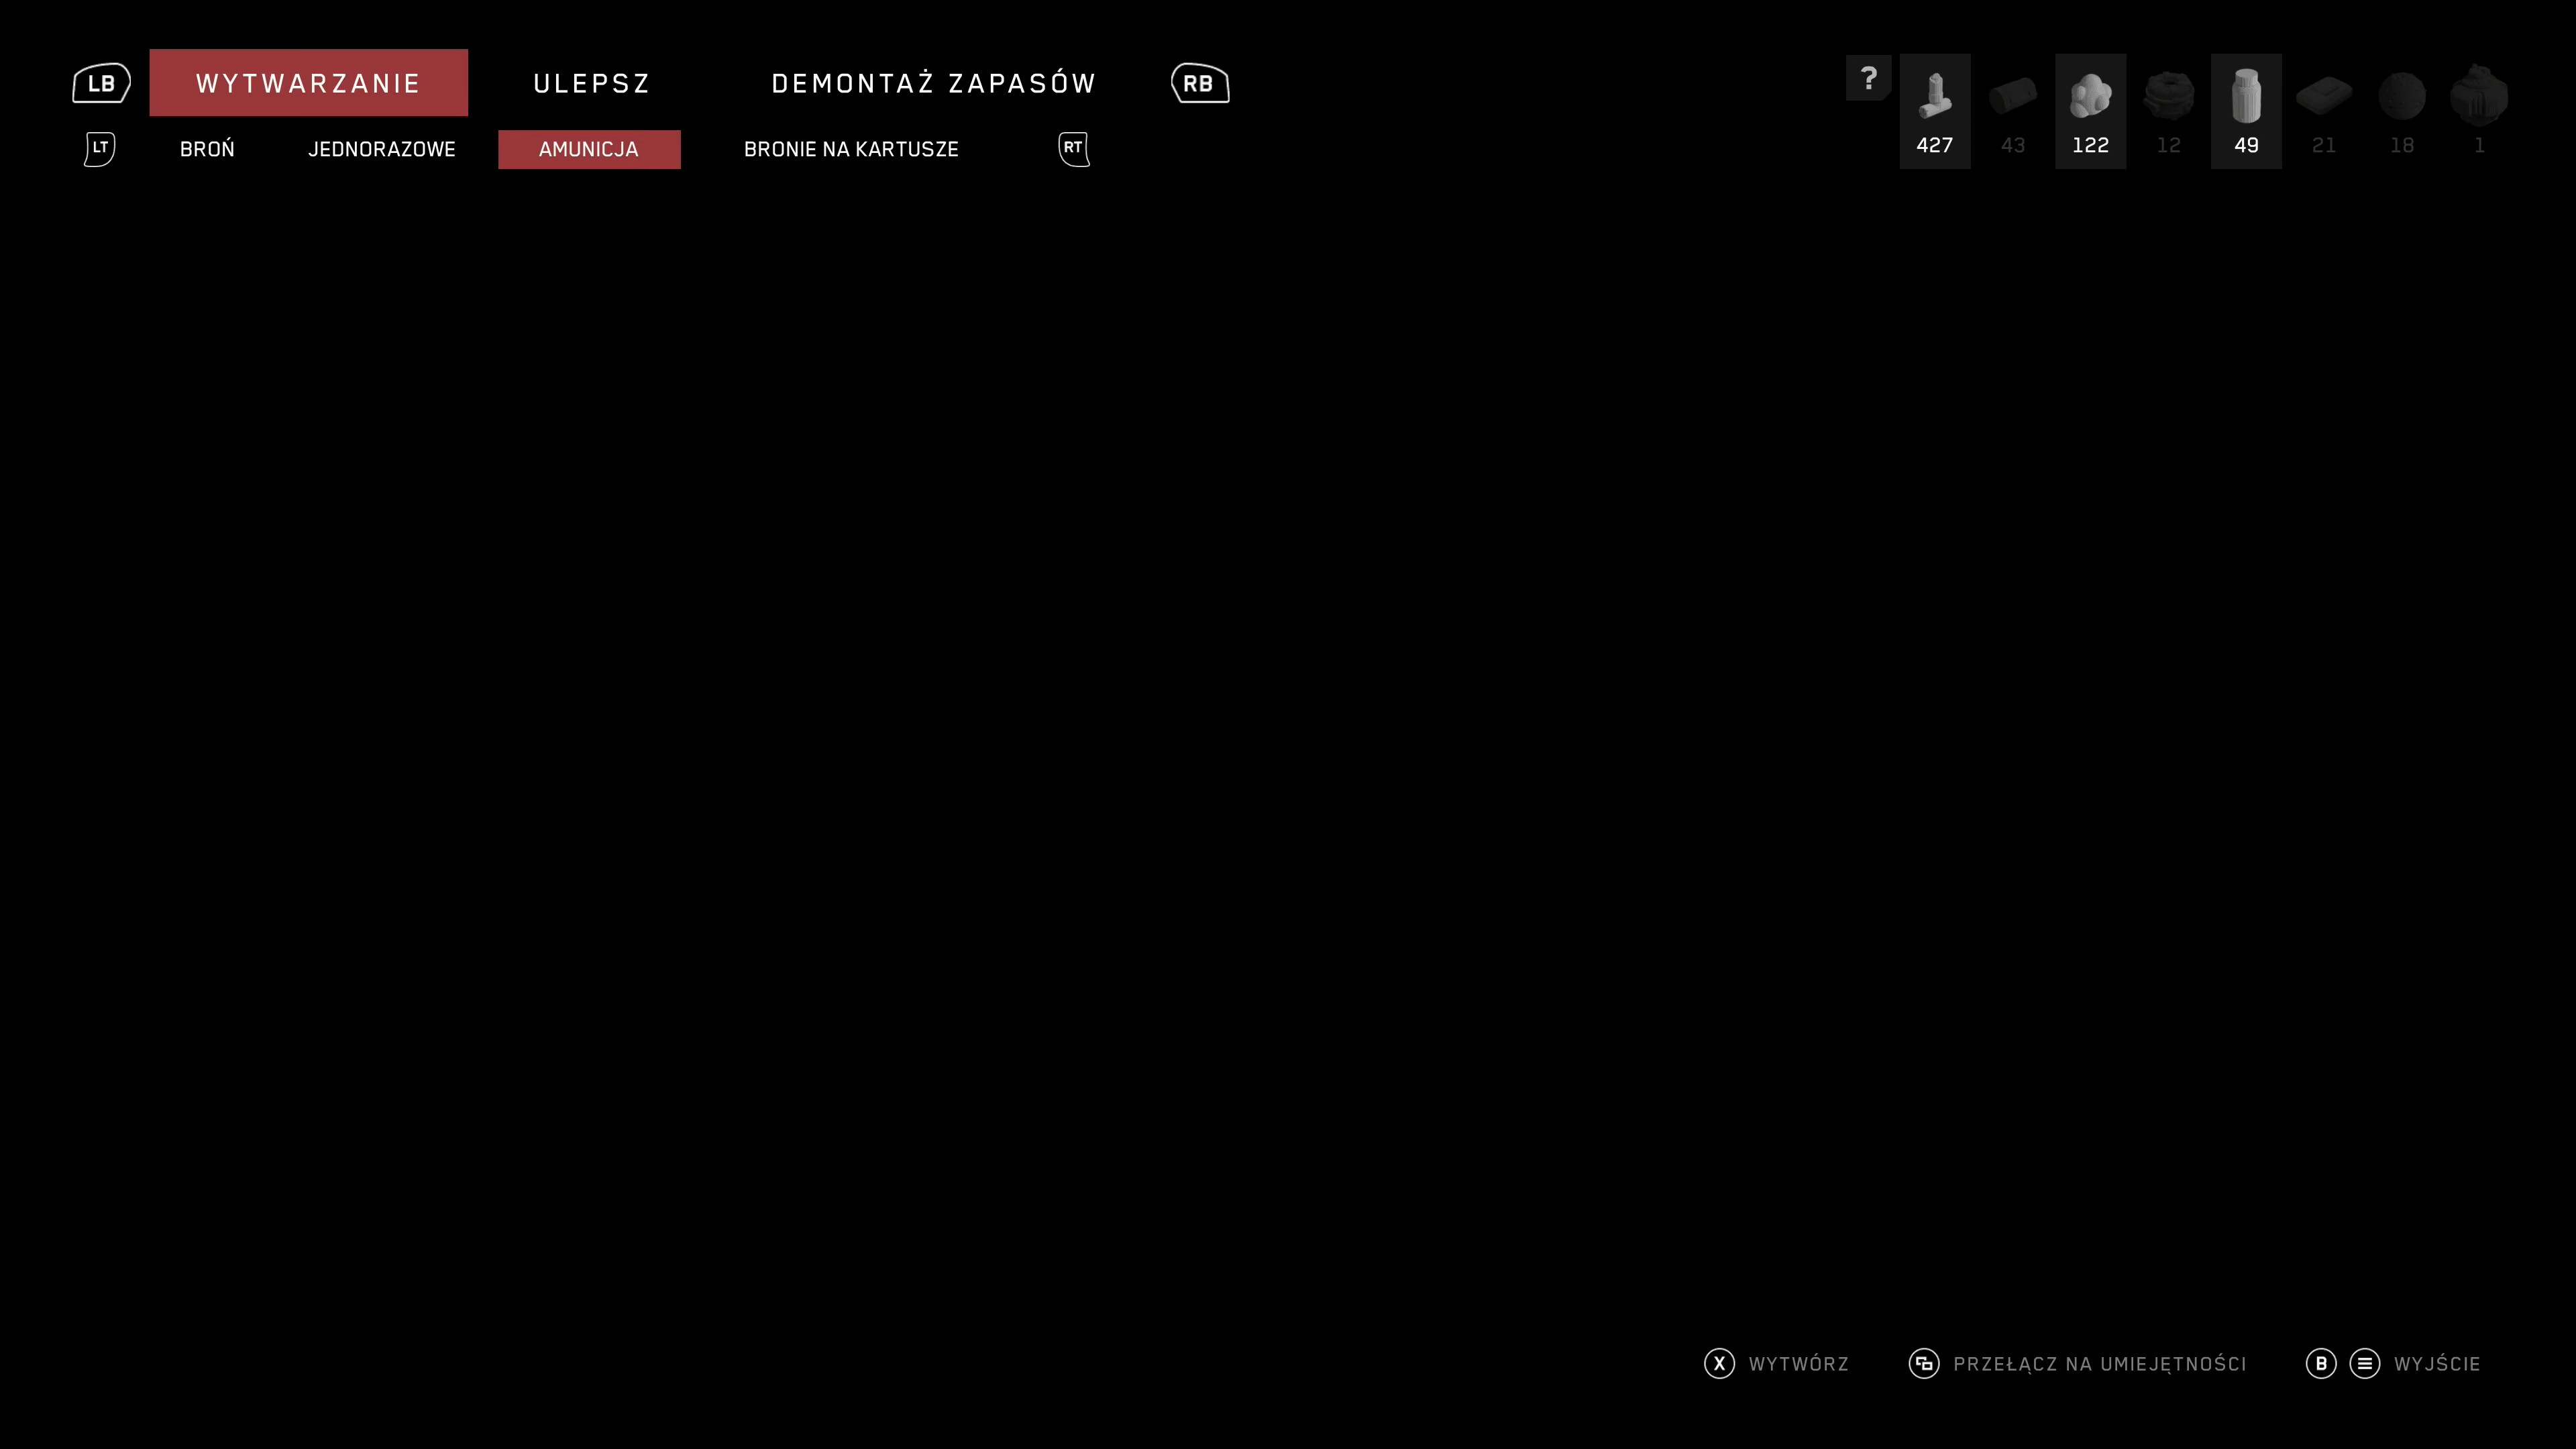 LB WYTWARZANIE ULEPSZ DEMONTAŻ ZAPASÓW RB
LT BROŃ JEDNORAZOWE AMUNICJA BRONIE NA KARTUSZE RT
?
427 43 122 12 49 21 18 1
X WYTWÓRZ PRZEŁĄCZ NA UMIEJĘTNOŚCI B WYJŚCIE